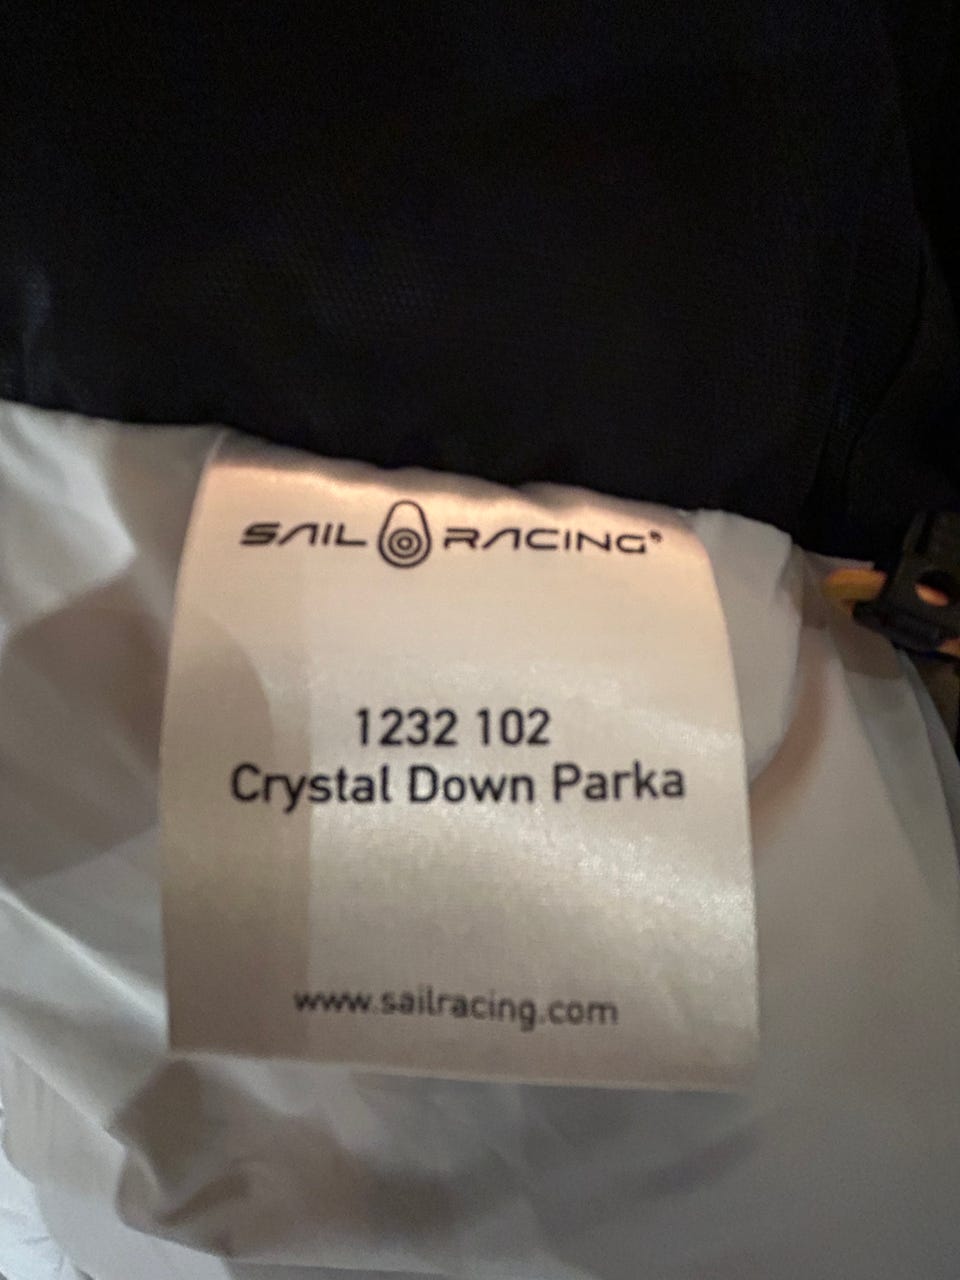 SAIL RACING®
1232 102
Crystal Down Parka
www.sailracing.com